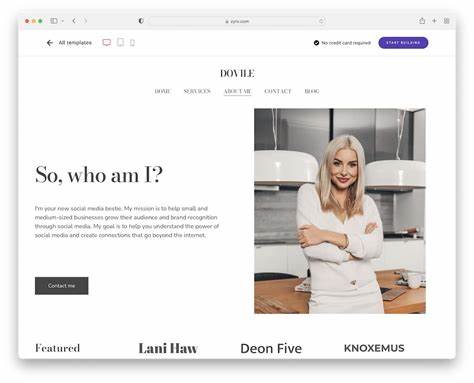 zyro.com
All templates
No credit card required
START BUILDING
DOVILE
HOME SERVICES ABOUT ME CONTACT BLOG
So, who am I?
I'm your new social media bestie. My mission is to help small and
medium-sized businesses grow their audience and brand recognition
through social media. My goal is to help you understand the power of
social media and create connections that go beyond the internet.
Contact me
Featured Lani Haw Deon Five KNOXEMUS